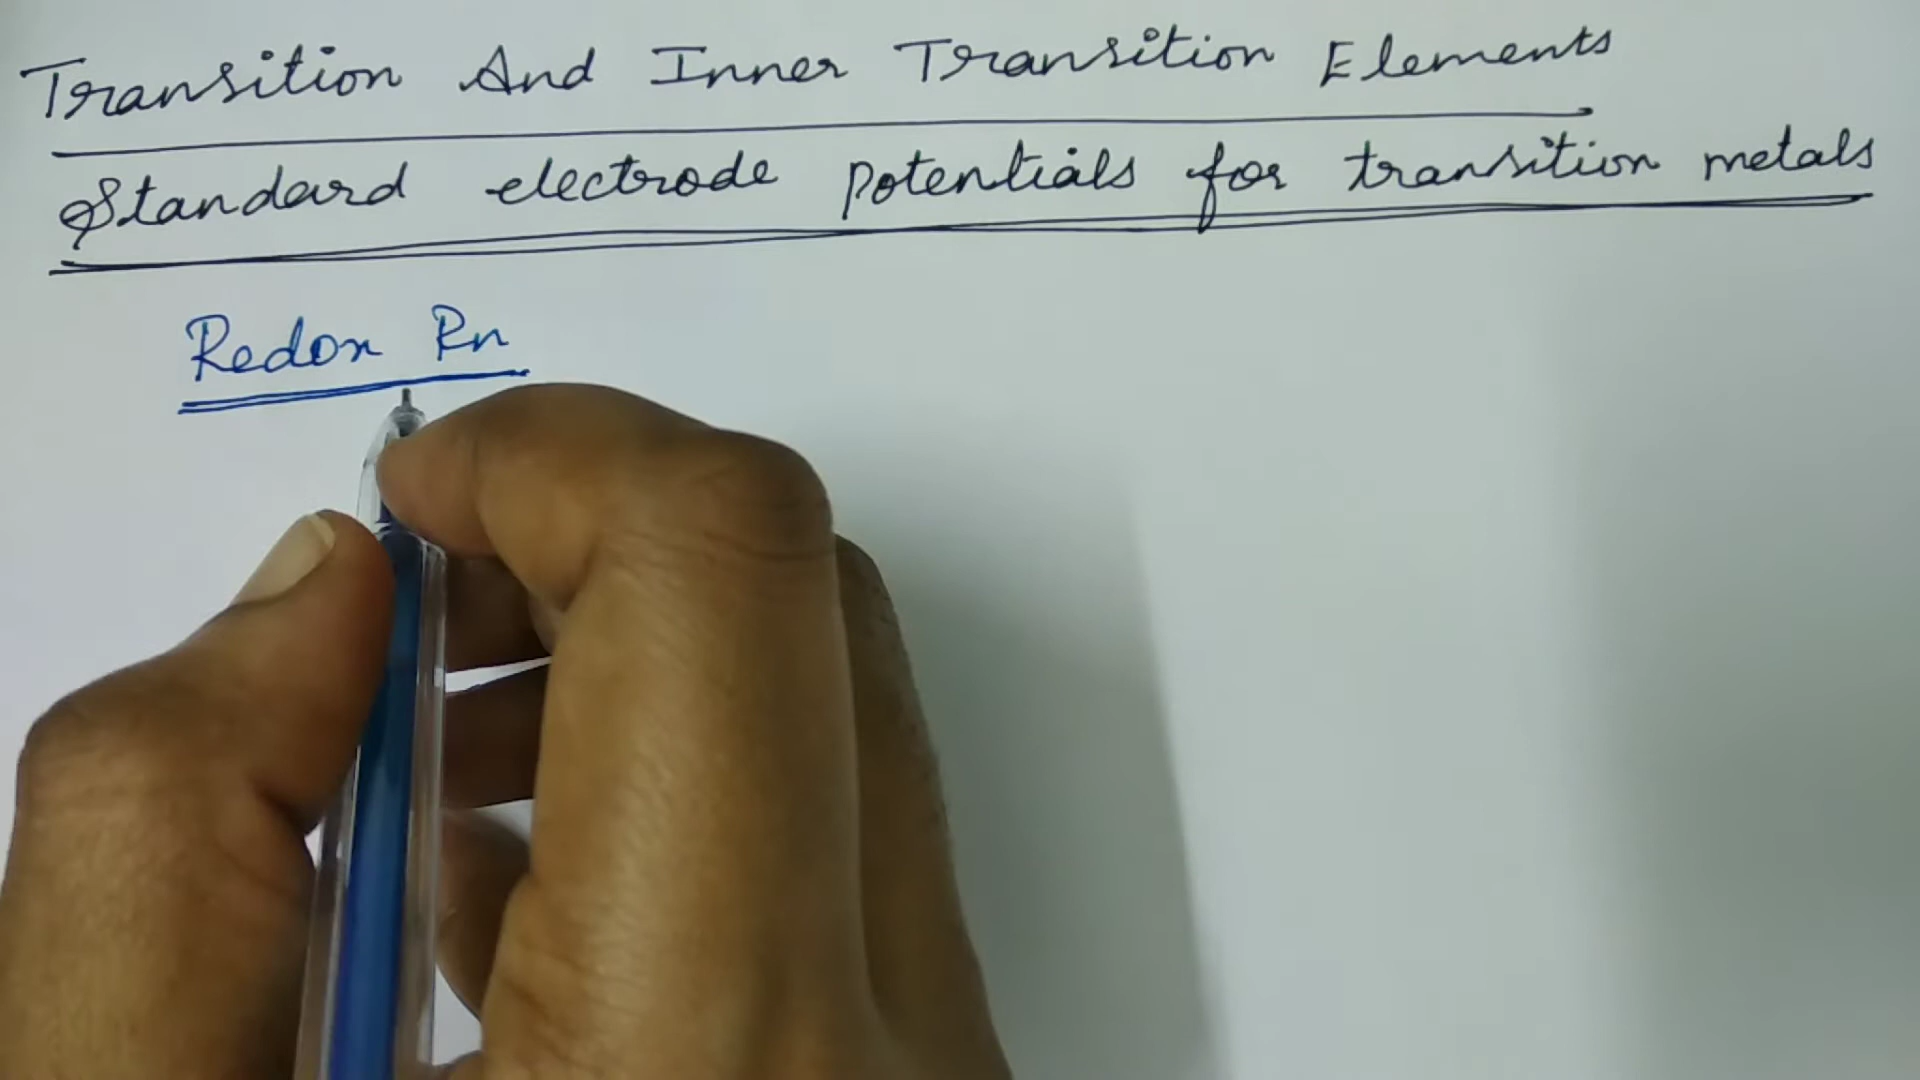 Transition And Inner Transition Elements
Standard electrode potentials for transition metals
Redox Rn